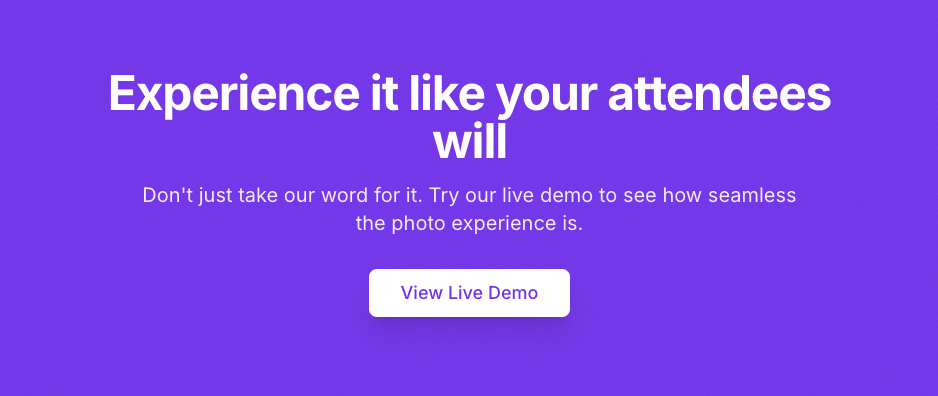 Experience it like your attendees
will
Don't just take our word for it. Try our live demo to see how seamless
the photo experience is.
View Live Demo